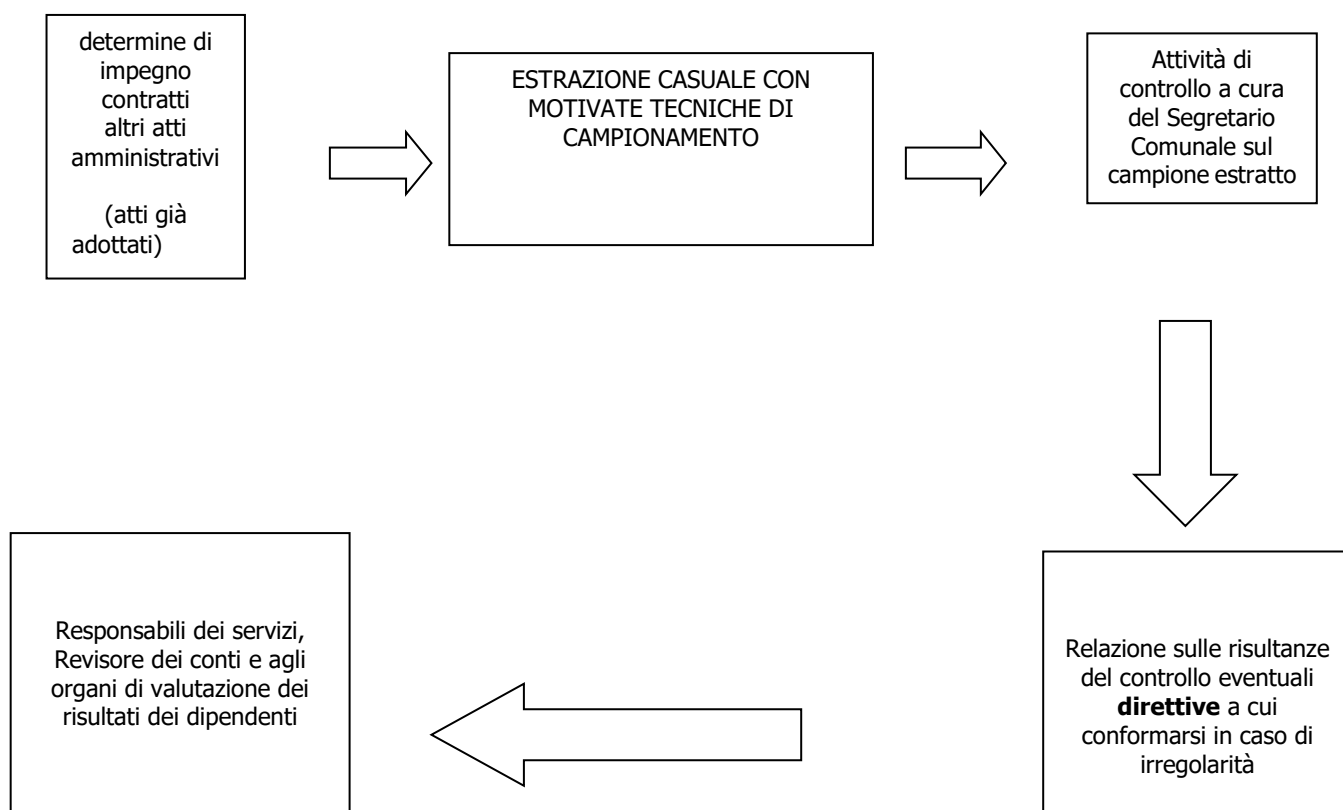 determine di
impegno
contratti
altri atti
amministrativi
(atti già
adottati)
ESTRAZIONE CASUALE CON
MOTIVATE TECNICHE DI
CAMPIONAMENTO
Attività di
controllo a cura
del Segretario
Comunale sul
campione estratto
Relazione sulle risultanze
del controllo eventuali
direttive a cui
conformarsi in caso di
irregolarità
Responsabili dei servizi,
Revisore dei conti e agli
organi di valutazione dei
risultati dei dipendenti